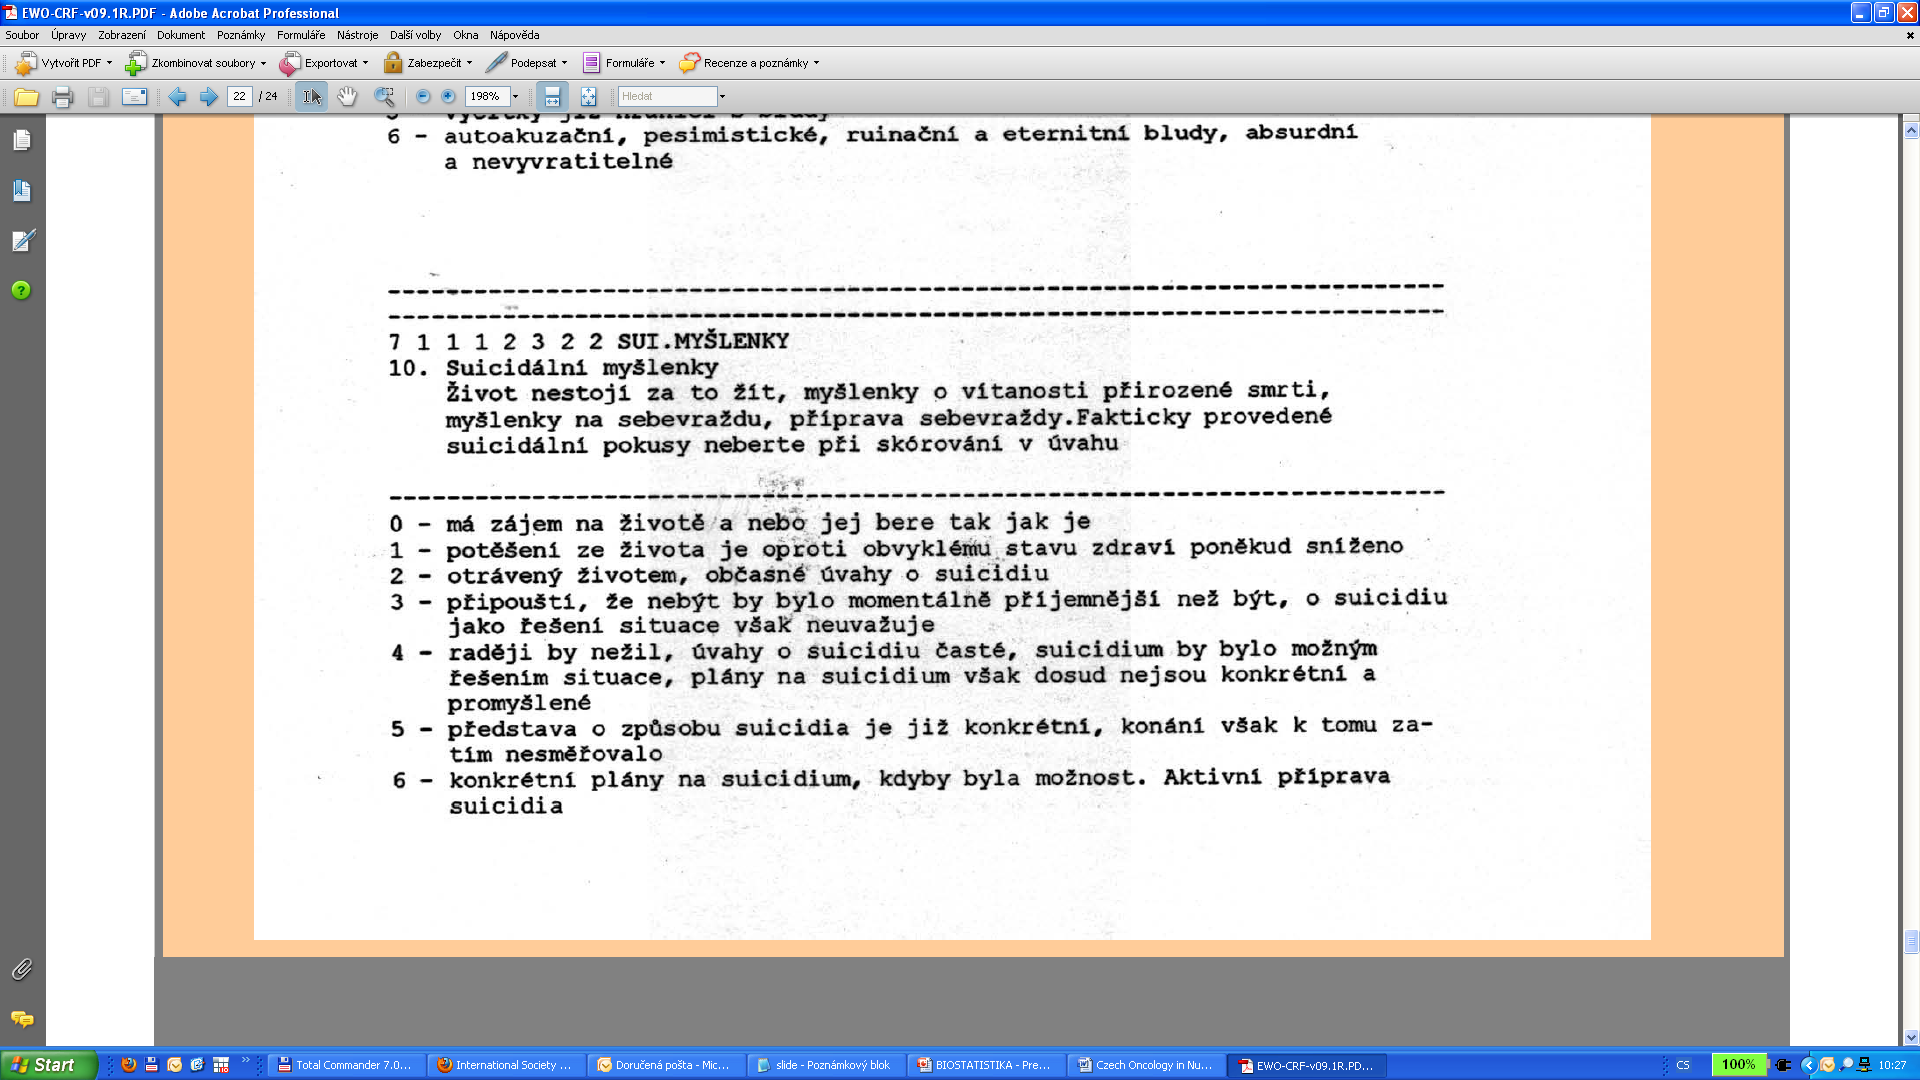 EWO-CRF-v09.1R.PDF - Adobe Acrobat Professional
Soubor Úpravy Zobrazení Dokument Poznámky Formuláře Nástroje Další volby Okna Nápověda
Vytvořit PDF Zkombinovat soubory Exportovat Zabezpečit Podepsat Formuláře Recenze a poznámky
22 / 24 198% Hledat
6 - autoakuzační, pesimistické, ruinační a eternitní bludy, absurdní
a nevyvratitelné
7 1 1 1 2 3 2 2 SUI.MYŠLENKY
10. Suicidální myšlenky
Život nestojí za to žít, myšlenky o vítanosti přirozené smrti,
myšlenky na sebevraždu, příprava sebevraždy.Fakticky provedené
suicidální pokusy neberte při skórování v úvahu
0 - má zájem na životě a nebo jej bere tak jak je
1 - potěšení ze života je oproti obvyklému stavu zdraví poněkud sníženo
2 - otrávený životem, občasné úvahy o suicidiu
3 - připouští, že nebýt by bylo momentálně příjemnější než být, o suicidiu
jako řešení situace však neuvažuje
4 - raději by nežil, úvahy o suicidiu časté, suicidium by bylo možným
řešením situace, plány na suicidium však dosud nejsou konkrétní a
promyšlené
5 - představa o způsobu suicidia je již konkrétní, konání však k tomu za-
tím nesměřovalo
6 - konkrétní plány na suicidium, kdyby byla možnost. Aktivní příprava
suicidia
Start Total Commander 7.0... International Society ... Doručená pošta - Mic... slide - Poznámkový blok BIOSTATISTIKA - Pre... Czech Oncology in Nu... EWO-CRF-v09.1R.PD... CS 100% 10:27